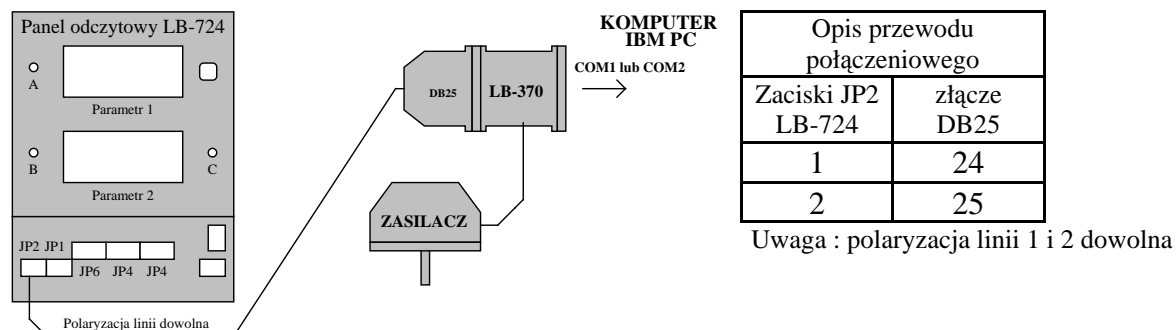 Panel odczytowy LB-724
A
Parametr 1
B
C
Parametr 2
JP2 JP1
JP6 JP4 JP4
Polaryzacja linii dowolna
DB25
LB-370
ZASILACZ
KOMPUTER
IBM PC
COM1 lub COM2
Opis przewodu
połączeniowego
Zaciski JP2 złącze
LB-724 DB25
1 24
2 25
Uwaga : polaryzacja linii 1 i 2 dowolna